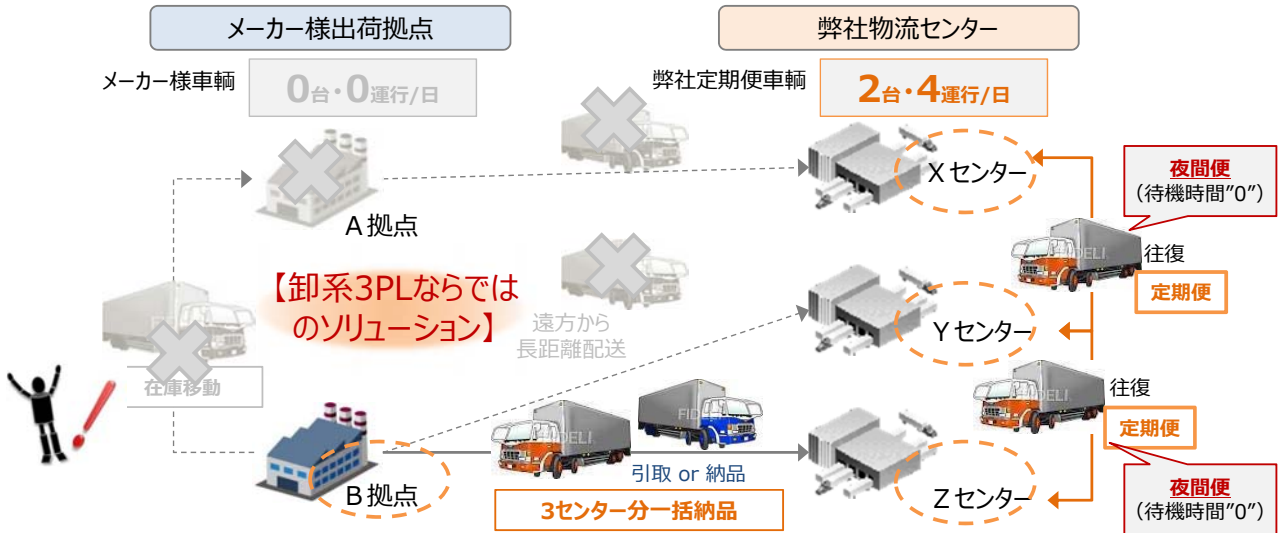 メーカー様出荷拠点
弊社物流センター
メーカー様車輌
0台・0運行/日
弊社定期便車輌
2台・4運行/日
A拠点
Xセンター
夜間便
(待機時間"0")
FIDELI
往復
定期便
【卸系3PLならでは
のソリューション】
遠方から
長距離配送
Yセンター
在庫移動
FIDELI
往復
定期便
FIDELI
B拠点
引取 or 納品
3センター分一括納品
Zセンター
夜間便
(待機時間"0")